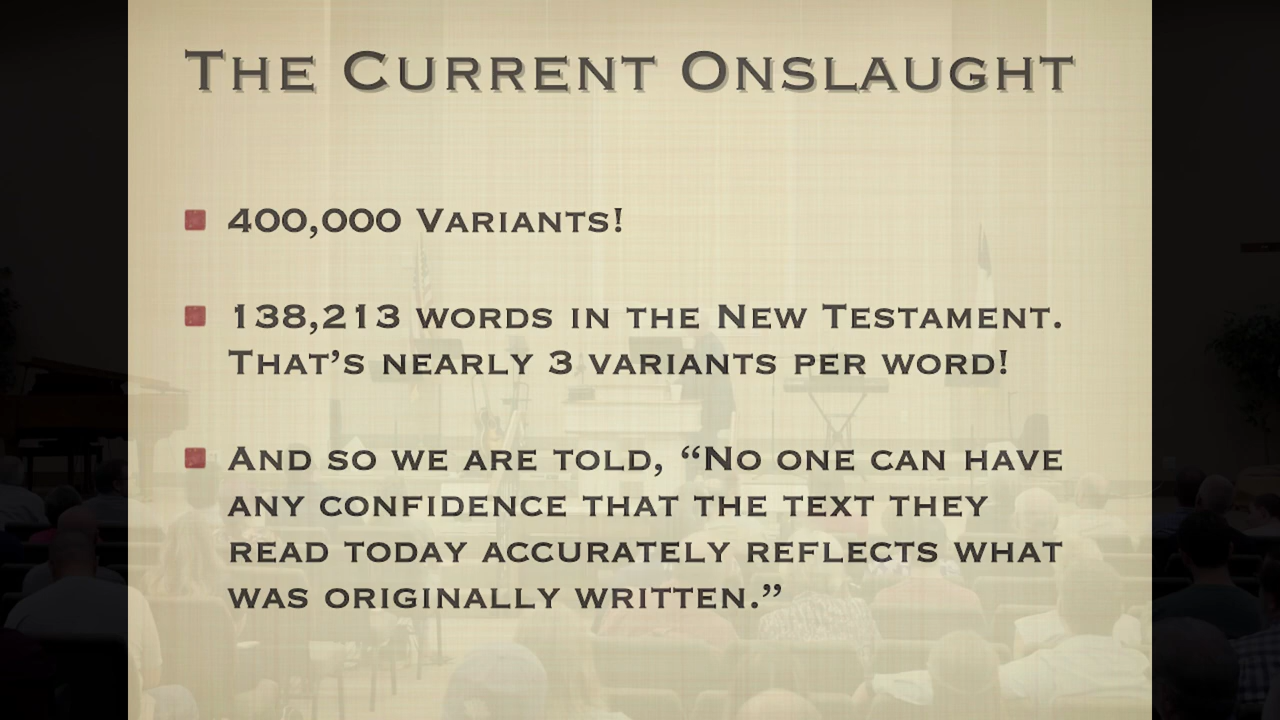 The Current Onslaught
400,000 Variants!
138,213 words in the New Testament.
That’s nearly 3 variants per word!
And so we are told, “No one can have
any confidence that the text they
read today accurately reflects what
was originally written.”